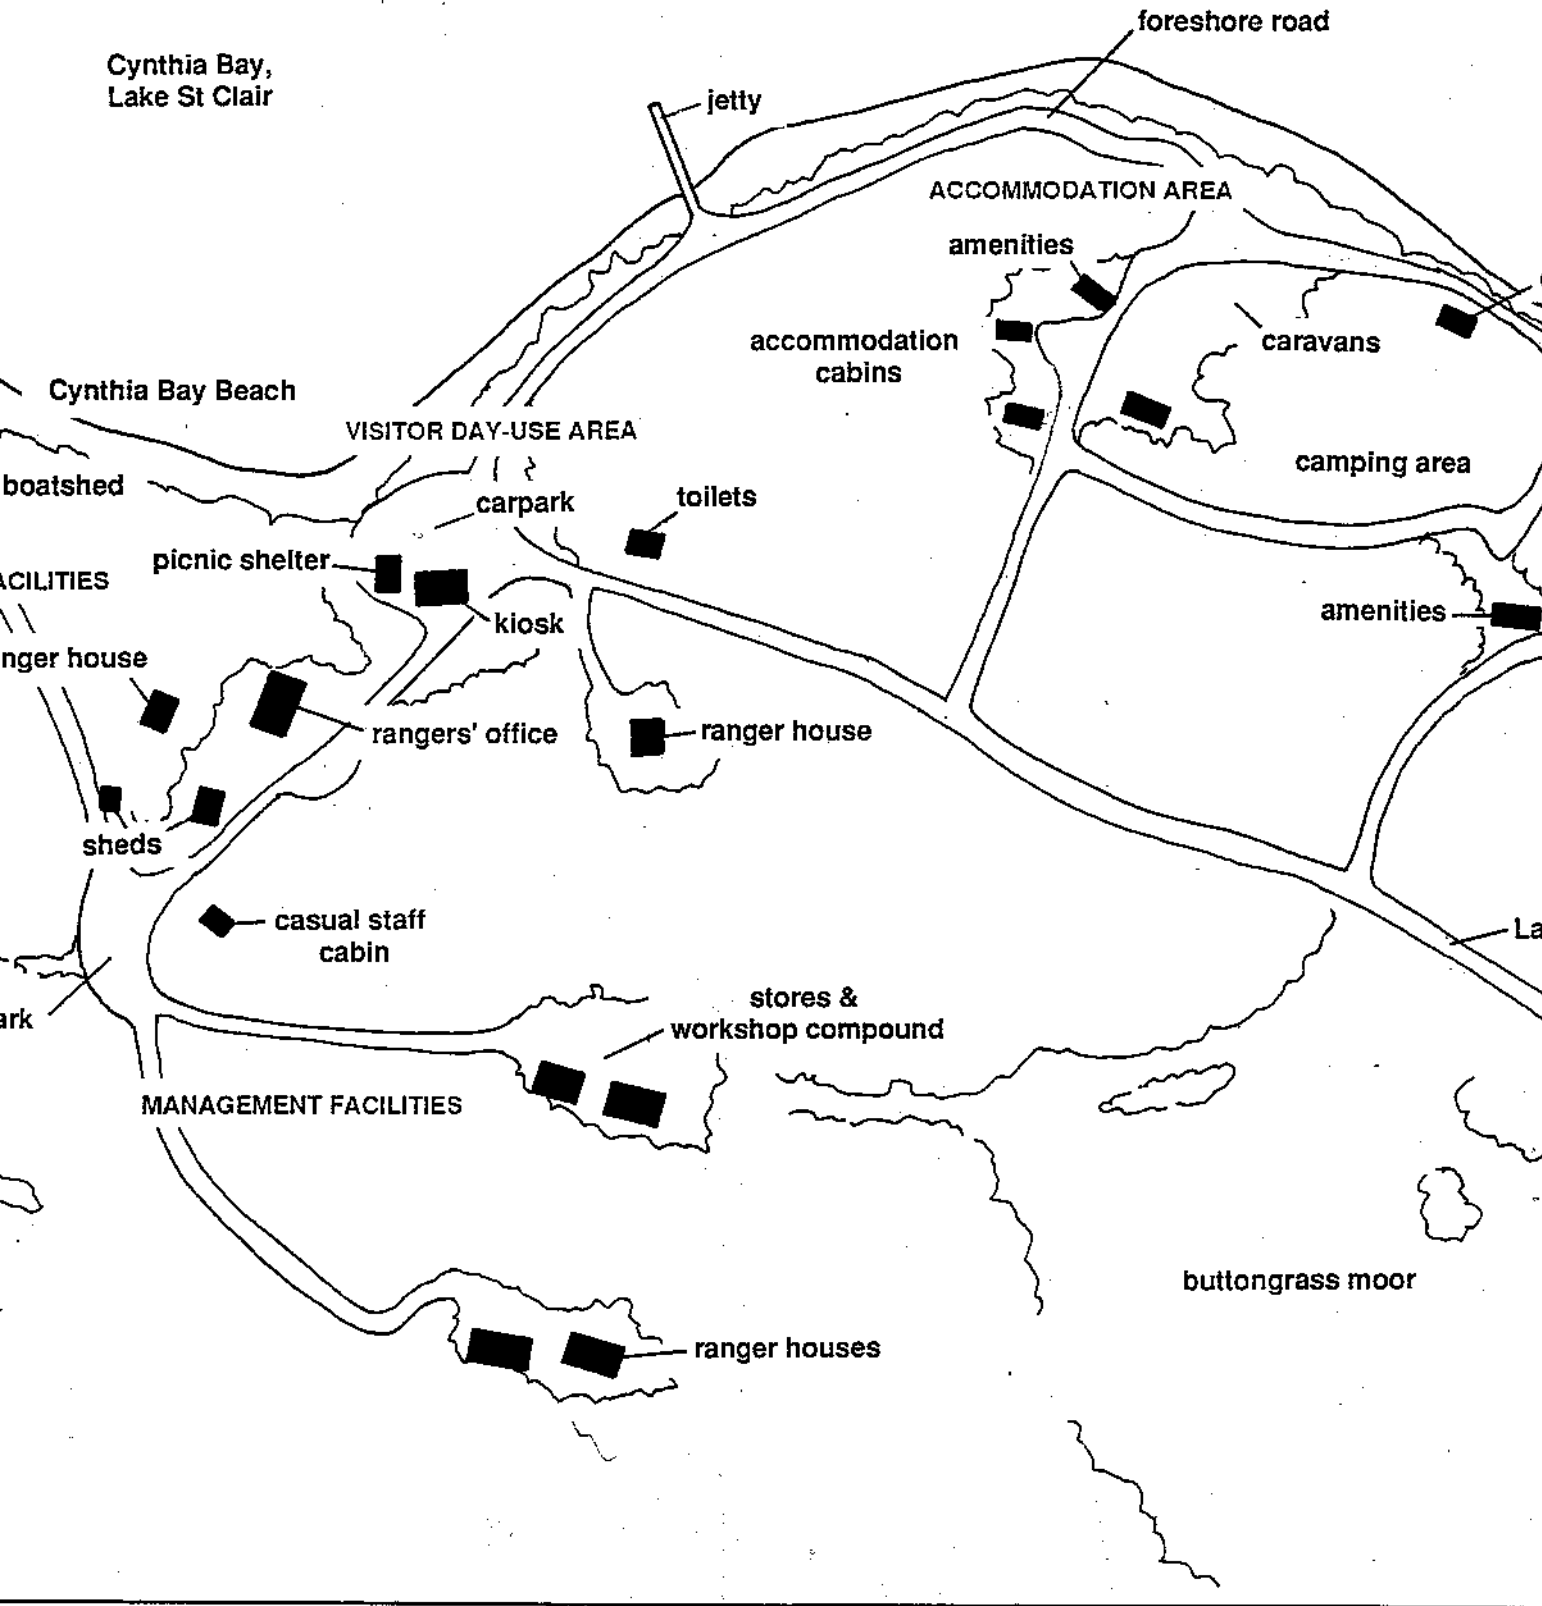 foreshore road
Cynthia Bay,
Lake St Clair
jetty
ACCOMMODATION AREA
amenities
accommodation
cabins
caravans
Cynthia Bay Beach
VISITOR DAY-USE AREA
camping area
boatshed
carpark
toilets
picnic shelter
ACILITIES
kiosk
amenities
nger house
rangers' office
ranger house
sheds
casual staff
cabin
La
ark
stores &
workshop compound
MANAGEMENT FACILITIES
buttongrass moor
ranger houses